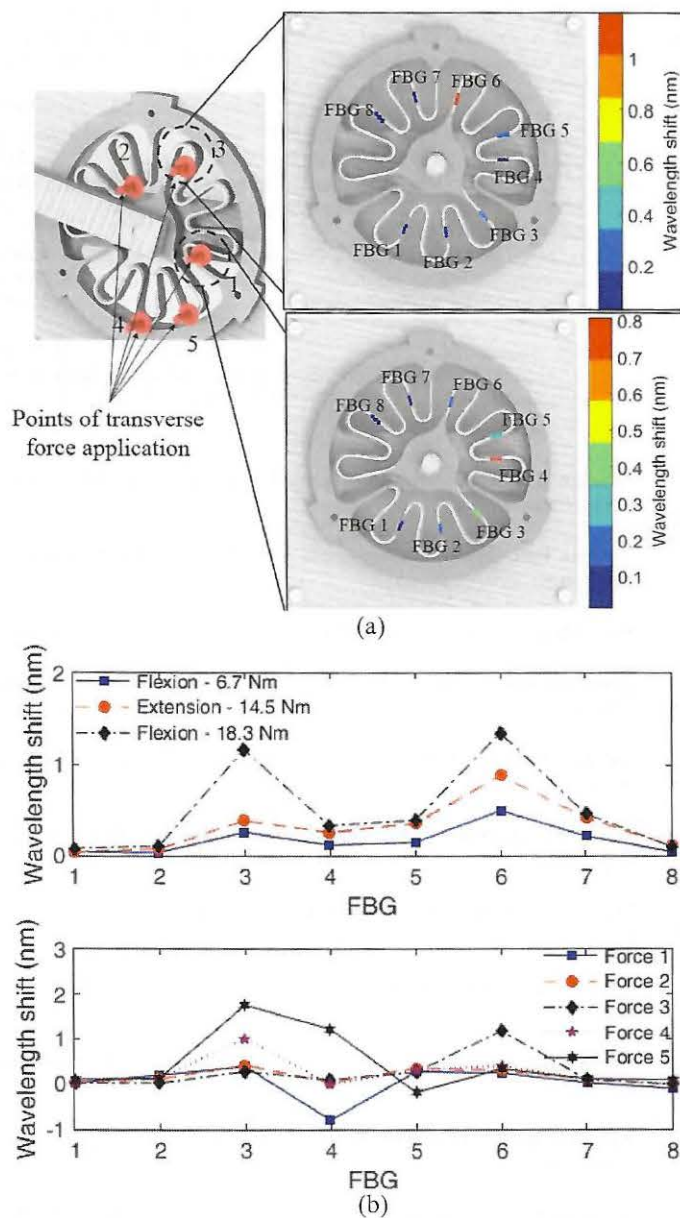 FBG 7
FBG 6
FBG 8
FBG 5
FBG 4
FBG 3
FBG 1
FBG 2
1
0.8
0.6
0.4
0.2
Wavelength shift (nm)
2
3
1
4
5
Points of transverse
force application
FBG 7
FBG 6
FBG 8
FBG 5
FBG 4
FBG 1
FBG 2
FBG 3
0.8
0.7
0.6
0.5
0.4
0.3
0.2
0.1
Wavelength shift (nm)
(a)
Wavelength shift (nm)
2
1
0
Flexion - 6.7 Nm
Extension - 14.5 Nm
Flexion - 18.3 Nm
1 2 3 4 5 6 7 8
FBG
Wavelength shift (nm)
3
2
1
0
-1
Force 1
Force 2
Force 3
Force 4
Force 5
1 2 3 4 5 6 7 8
FBG
(b)